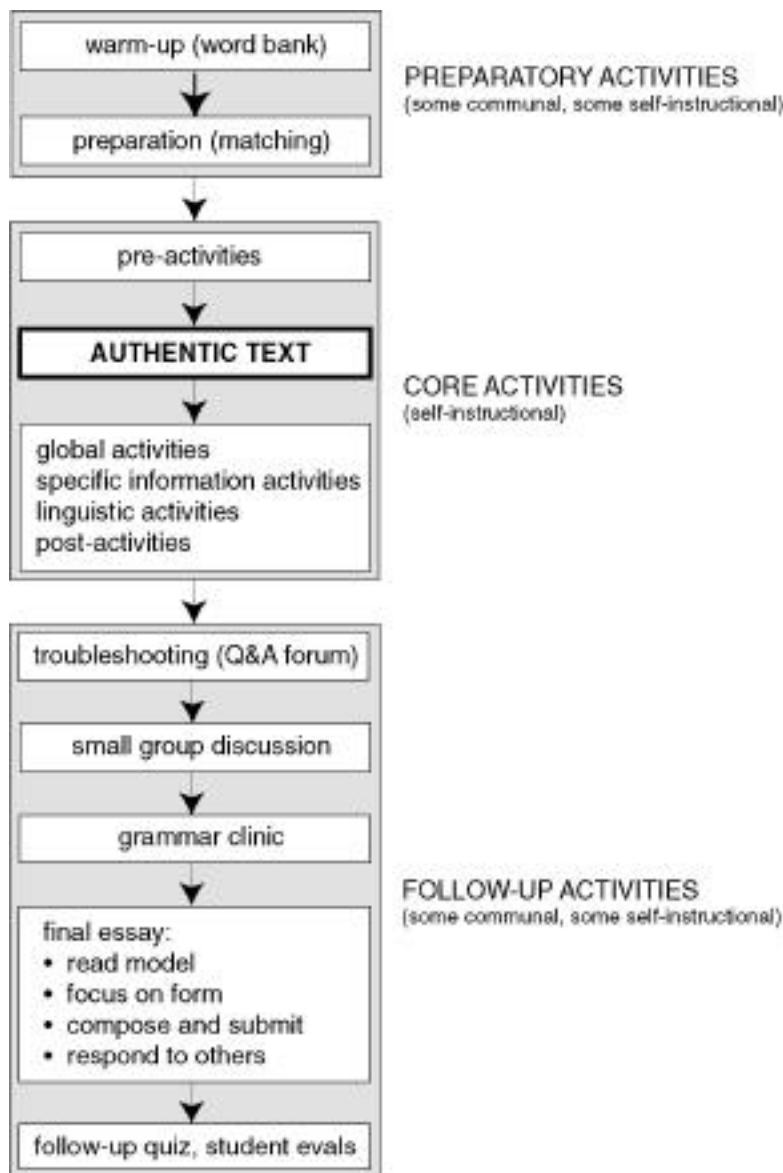 warm-up (word bank)
preparation (matching)
PREPARATORY ACTIVITIES
(some communal, some self-instructional)
pre-activities
AUTHENTIC TEXT
global activities
specific information activities
linguistic activities
post-activities
CORE ACTIVITIES
(self-instructional)
troubleshooting (Q&A forum)
small group discussion
grammar clinic
final essay:
• read model
• focus on form
• compose and submit
• respond to others
follow-up quiz, student evals
FOLLOW-UP ACTIVITIES
(some communal, some self-instructional)